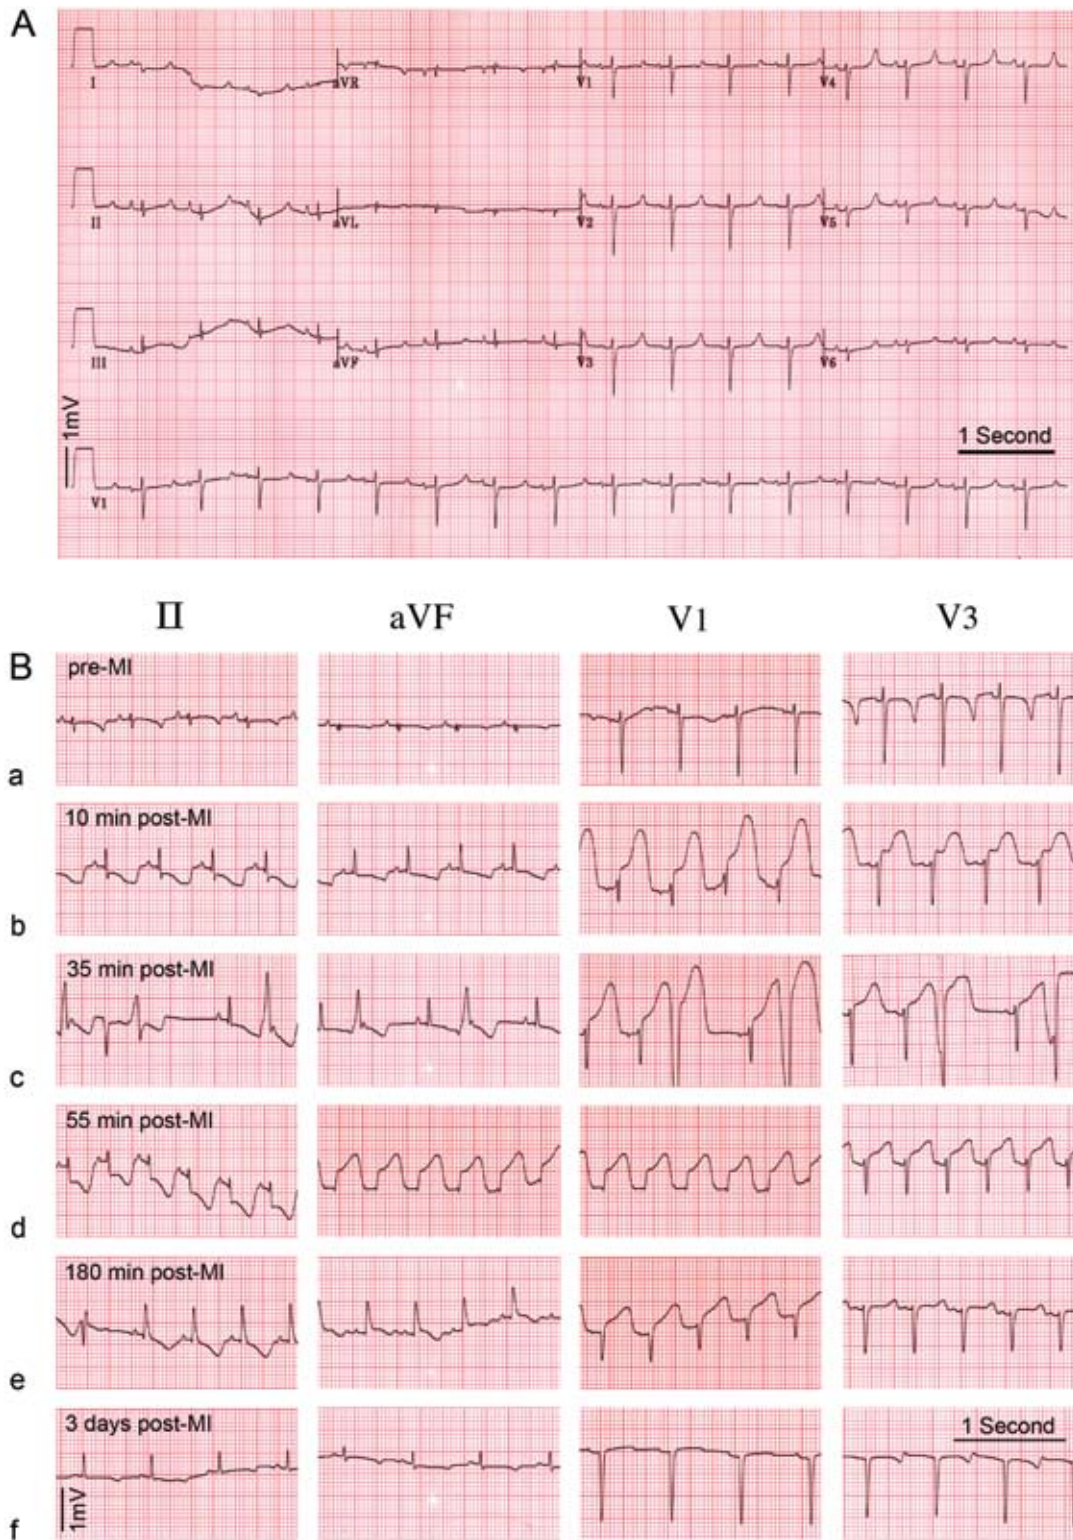 A
I aVR V1 V4
II aVL V2 V5
III aVF V3 V6
1mV
1 Second
V1
II aVF V1 V3
B
pre-MI
a
10 min post-MI
b
35 min post-MI
c
55 min post-MI
d
180 min post-MI
e
3 days post-MI
1 Second
1mV
f